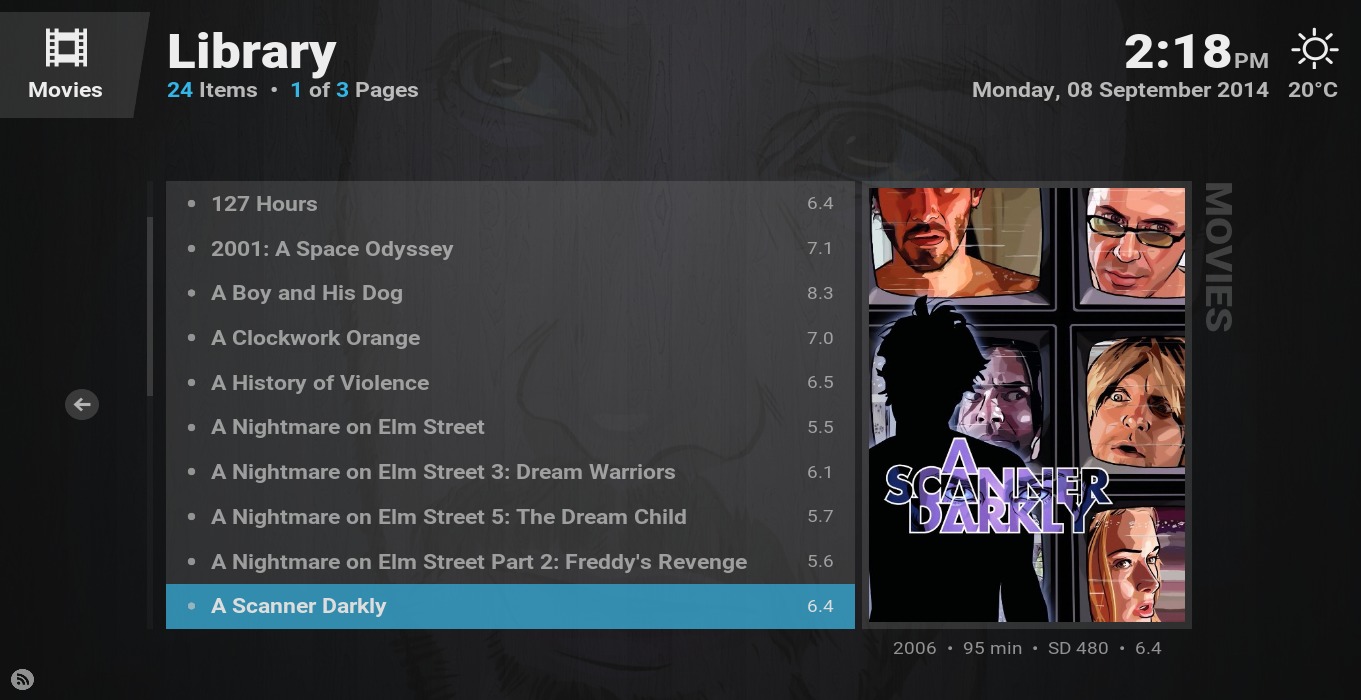 Movies
Library
24 Items • 1 of 3 Pages
2:18 PM
Monday, 08 September 2014 20°C
• 127 Hours 6.4
• 2001: A Space Odyssey 7.1
• A Boy and His Dog 8.3
• A Clockwork Orange 7.0
• A History of Violence 6.5
• A Nightmare on Elm Street 5.5
• A Nightmare on Elm Street 3: Dream Warriors 6.1
• A Nightmare on Elm Street 5: The Dream Child 5.7
• A Nightmare on Elm Street Part 2: Freddy's Revenge 5.6
• A Scanner Darkly 6.4
A
SCANNER
DARKLY
MOVIES
2006 • 95 min • SD 480 • 6.4